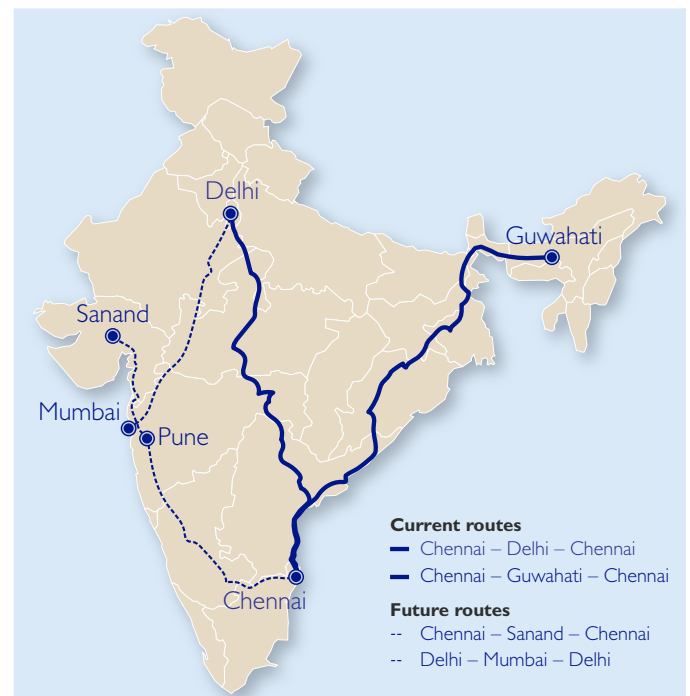 Delhi
Guwahati
Sanand
Mumbai
Pune
Chennai
Current routes
Chennai – Delhi – Chennai
Chennai – Guwahati – Chennai
Future routes
-- Chennai – Sanand – Chennai
-- Delhi – Mumbai – Delhi